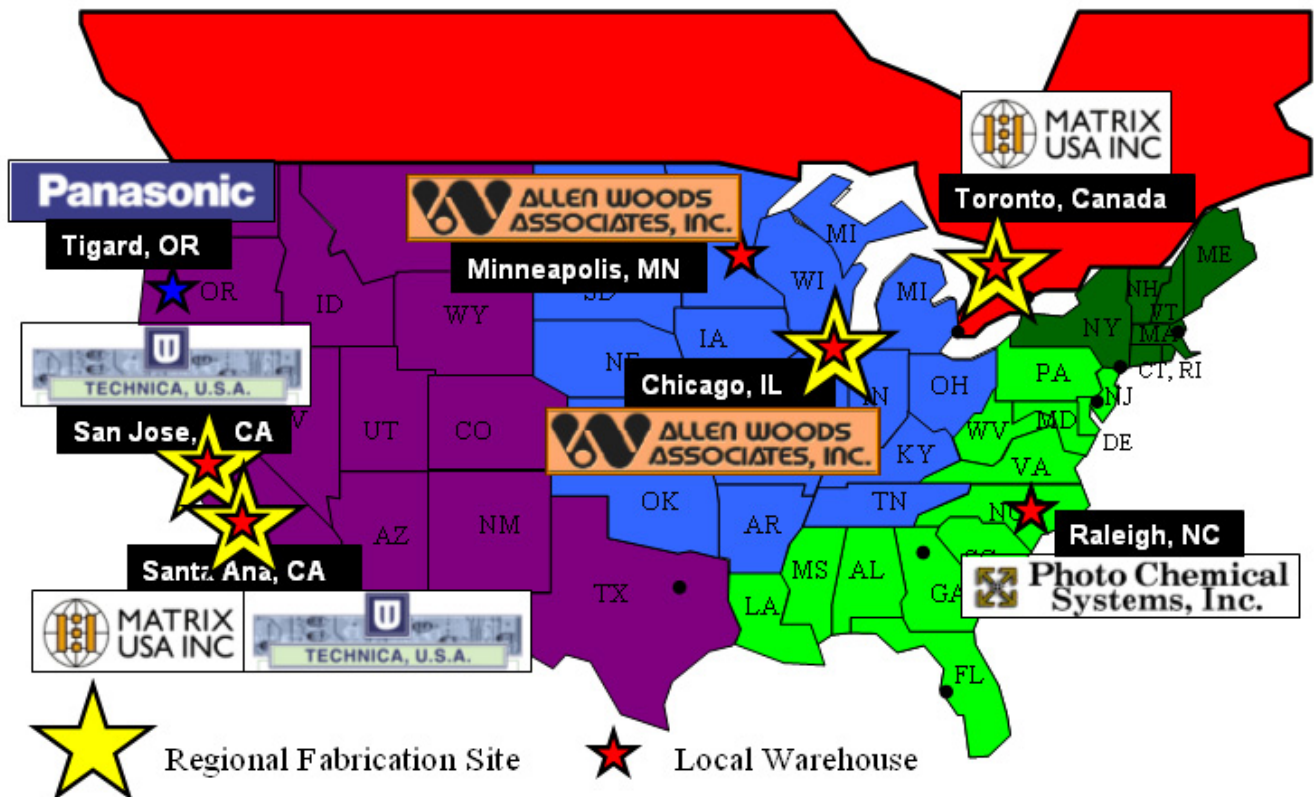 MATRIX
USA INC
Panasonic
Toronto, Canada
ALLEN WOODS
ASSOCIATES, INC.
Tigard, OR
Minneapolis, MN
MI
ME
WI
OR
ID
WY
SD
MI
NH
VT
NY
MA
IA
CT, RI
TECHNICA, U.S.A.
Chicago, IL
IN
OH
PA
NJ
San Jose, CA
UT
CO
ALLEN WOODS
ASSOCIATES, INC.
WV
MD
DE
KY
VA
OK
TN
AZ
NM
AR
Raleigh, NC
Santa Ana, CA
TX
MS
AL
LA
Photo Chemical
Systems, Inc.
MATRIX
USA INC
TECHNICA, U.S.A.
FL
Regional Fabrication Site
Local Warehouse